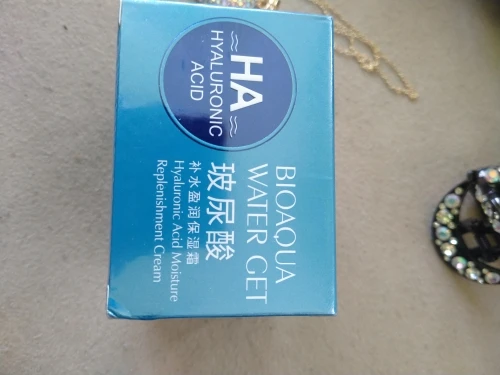 HA
HYALURONIC
ACID
BIOAQUA
WATER GET
玻尿酸
补水盈润保湿霜
Hyaluronic Acid Moisture
Replenishment Cream